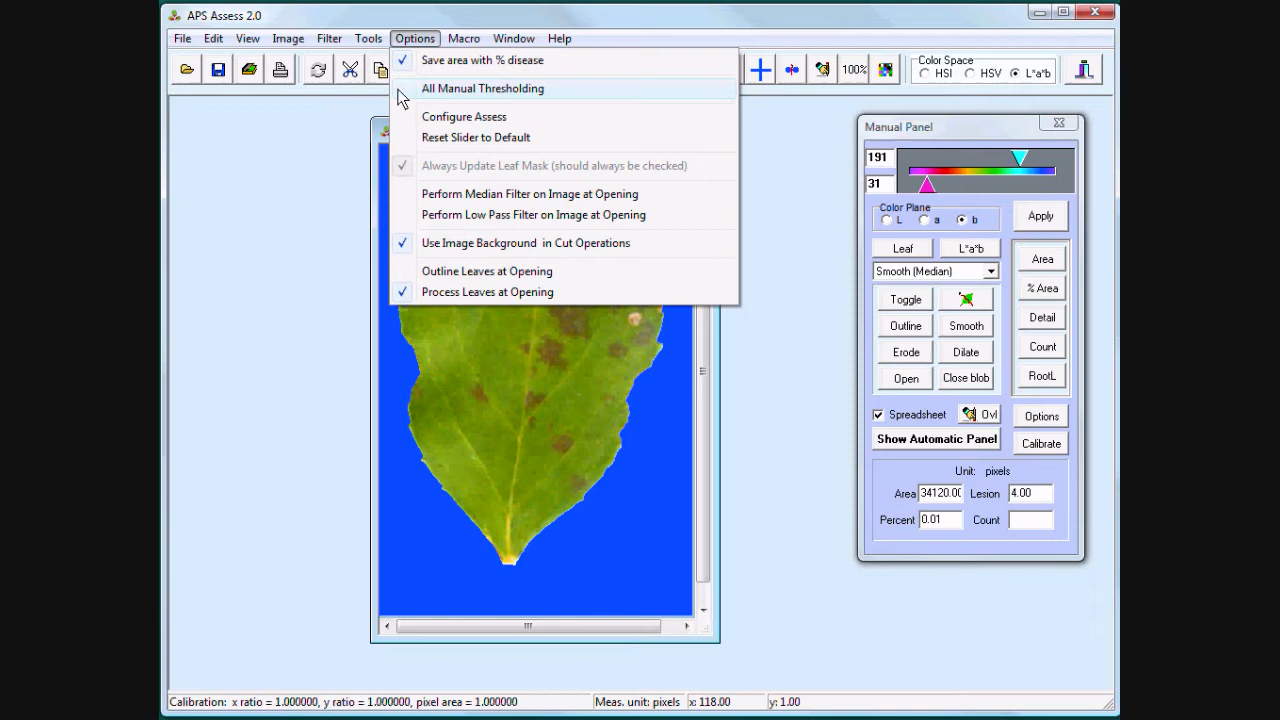 APS Assess 2.0
File Edit View Image Filter Tools Options Macro Window Help
Save area with % disease
All Manual Thresholding
Configure Assess
Reset Slider to Default
Always Update Leaf Mask (should always be checked)
Perform Median Filter on Image at Opening
Perform Low Pass Filter on Image at Opening
Use Image Background in Cut Operations
Outline Leaves at Opening
Process Leaves at Opening
100%
Color Space
HSI HSV L*a*b
Manual Panel
191
31
Color Plane
L a b
Apply
Leaf L*a*b
Smooth (Median)
Toggle
Outline Smooth
Erode Dilate
Open Close blob
Area
% Area
Detail
Count
RootL
Spreadsheet Ovl
Options
Show Automatic Panel
Calibrate
Unit: pixels
Area 34120.00 Lesion 4.00
Percent 0.01 Count
Calibration: x ratio = 1.000000, y ratio = 1.000000, pixel area = 1.000000 Meas. unit: pixels x: 118.00 y: 1.00